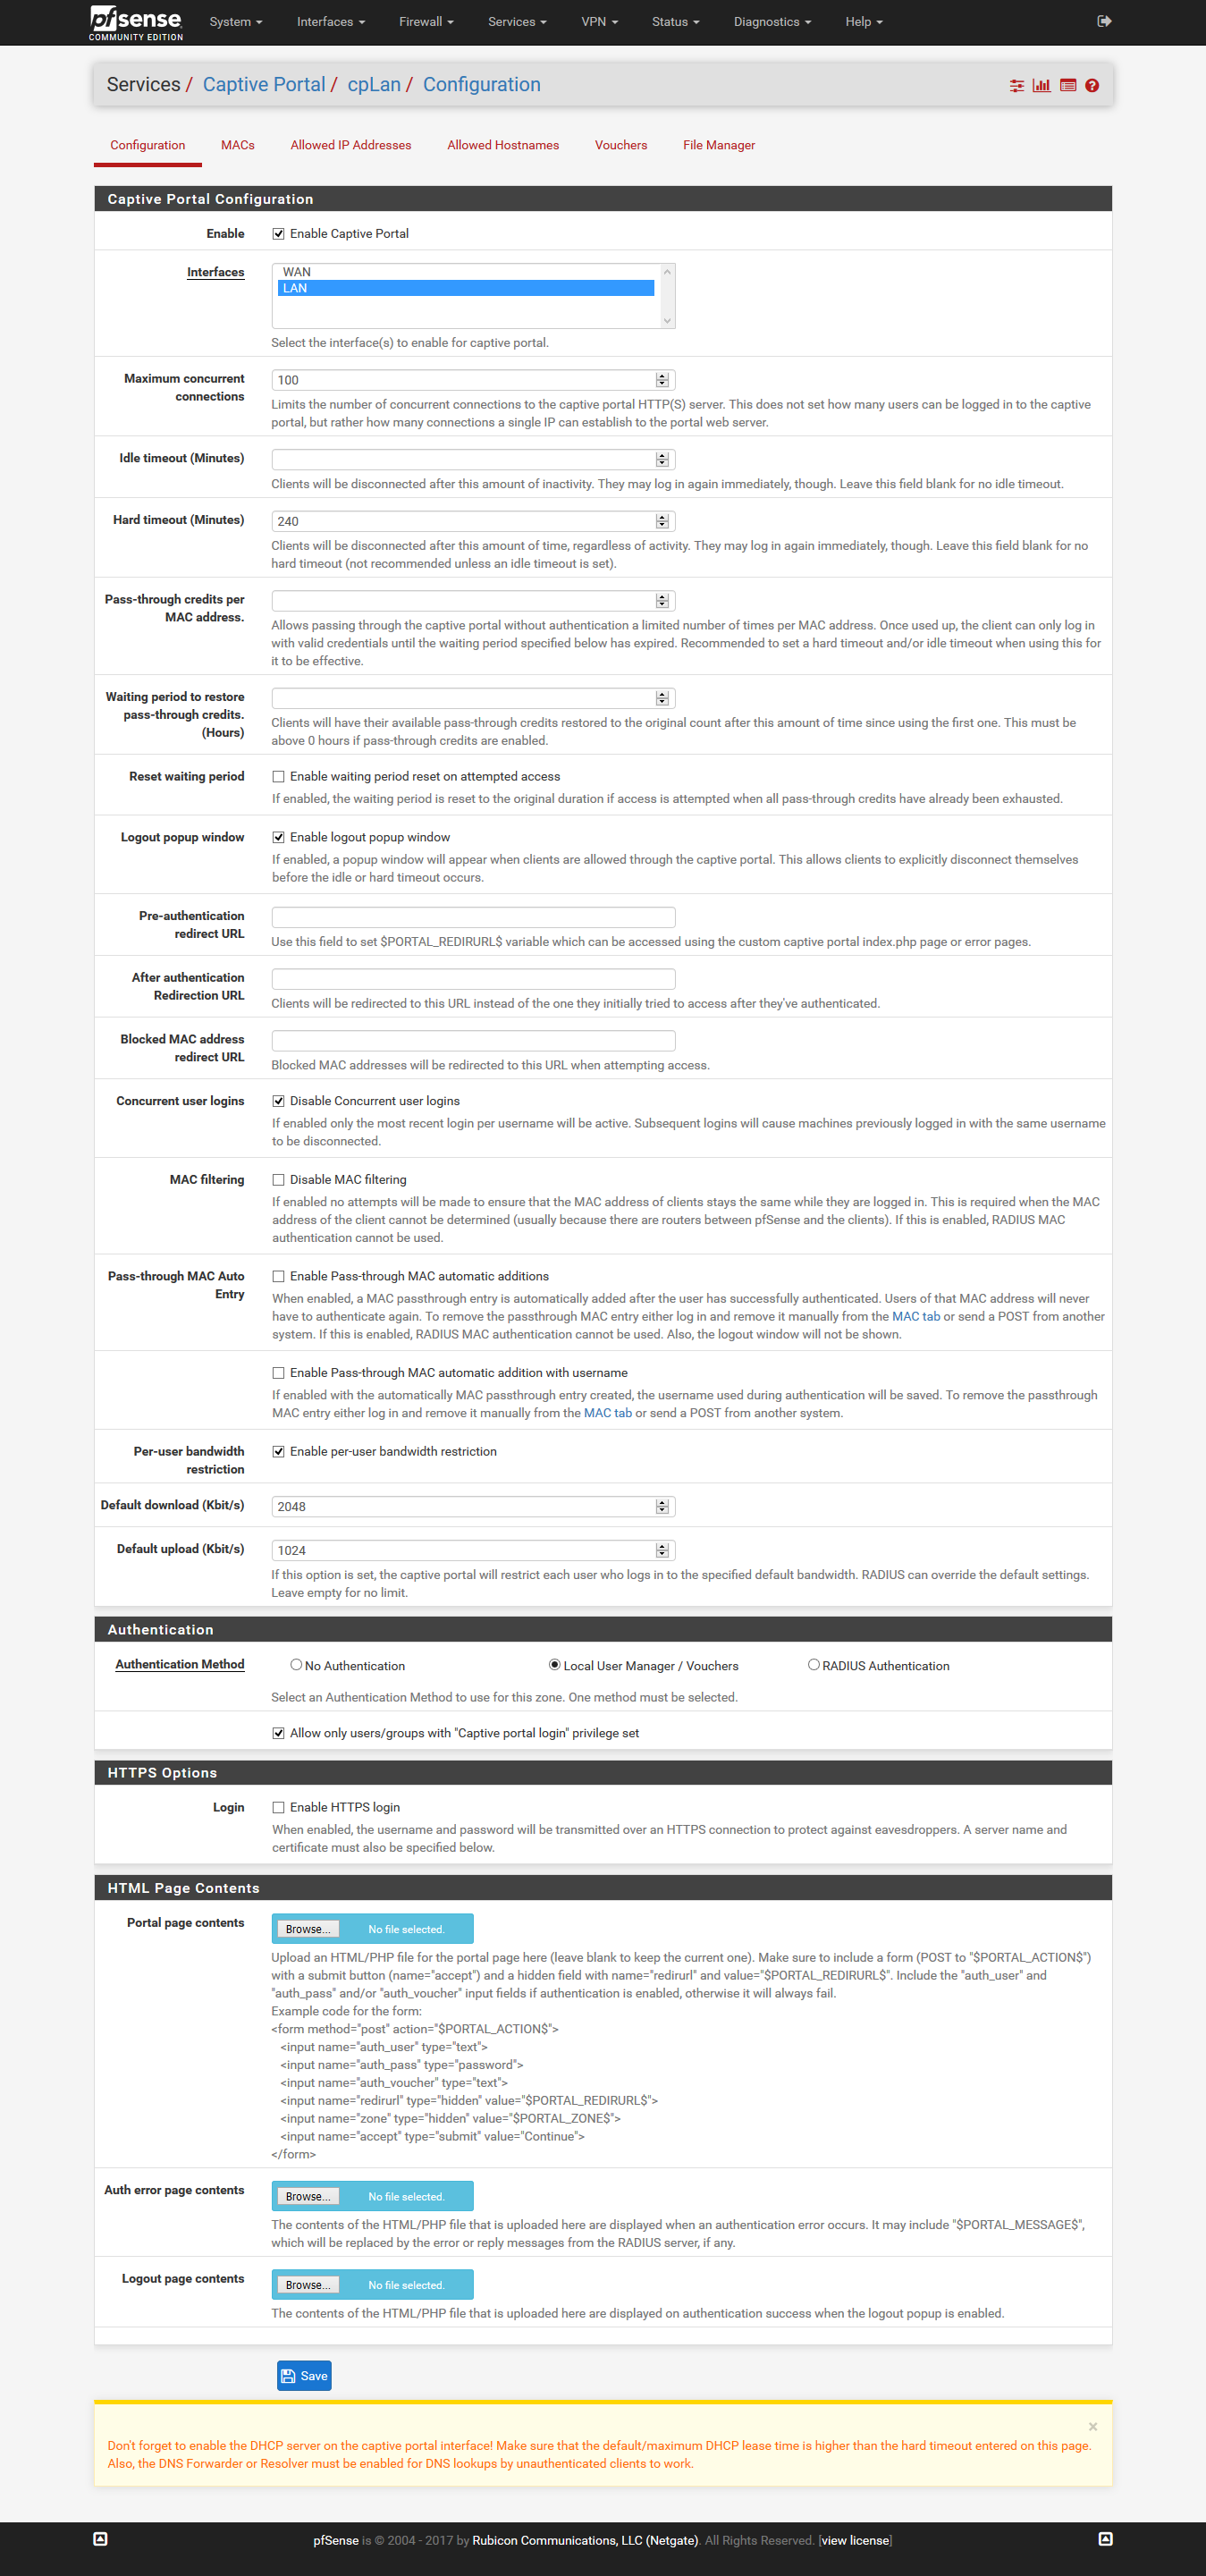 pfsense
COMMUNITY EDITION
System
Interfaces
Firewall
Services
VPN
Status
Diagnostics
Help
Services / Captive Portal / cpLan / Configuration
Configuration
MACs
Allowed IP Addresses
Allowed Hostnames
Vouchers
File Manager
Captive Portal Configuration
Enable
Enable Captive Portal
Interfaces
WAN
LAN
Select the interface(s) to enable for captive portal.
Maximum concurrent
connections
100
Limits the number of concurrent connections to the captive portal HTTP(S) server. This does not set how many users can be logged in to the captive
portal, but rather how many connections a single IP can establish to the portal web server.
Idle timeout (Minutes)
Clients will be disconnected after this amount of inactivity. They may log in again immediately, though. Leave this field blank for no idle timeout.
Hard timeout (Minutes)
240
Clients will be disconnected after this amount of time, regardless of activity. They may log in again immediately, though. Leave this field blank for no
hard timeout (not recommended unless an idle timeout is set).
Pass-through credits per
MAC address.
Allows passing through the captive portal without authentication a limited number of times per MAC address. Once used up, the client can only log in
with valid credentials until the waiting period specified below has expired. Recommended to set a hard timeout and/or idle timeout when using this for
it to be effective.
Waiting period to restore
pass-through credits.
(Hours)
Clients will have their available pass-through credits restored to the original count after this amount of time since using the first one. This must be
above 0 hours if pass-through credits are enabled.
Reset waiting period
Enable waiting period reset on attempted access
If enabled, the waiting period is reset to the original duration if access is attempted when all pass-through credits have already been exhausted.
Logout popup window
Enable logout popup window
If enabled, a popup window will appear when clients are allowed through the captive portal. This allows clients to explicitly disconnect themselves
before the idle or hard timeout occurs.
Pre-authentication
redirect URL
Use this field to set $PORTAL_REDIRURL$ variable which can be accessed using the custom captive portal index.php page or error pages.
After authentication
Redirection URL
Clients will be redirected to this URL instead of the one they initially tried to access after they've authenticated.
Blocked MAC address
redirect URL
Blocked MAC addresses will be redirected to this URL when attempting access.
Concurrent user logins
Disable Concurrent user logins
If enabled only the most recent login per username will be active. Subsequent logins will cause machines previously logged in with the same username
to be disconnected.
MAC filtering
Disable MAC filtering
If enabled no attempts will be made to ensure that the MAC address of clients stays the same while they are logged in. This is required when the MAC
address of the client cannot be determined (usually because there are routers between pfSense and the clients). If this is enabled, RADIUS MAC
authentication cannot be used.
Pass-through MAC Auto
Entry
Enable Pass-through MAC automatic additions
When enabled, a MAC passthrough entry is automatically added after the user has successfully authenticated. Users of that MAC address will never
have to authenticate again. To remove the passthrough MAC entry either log in and remove it manually from the MAC tab or send a POST from another
system. If this is enabled, RADIUS MAC authentication cannot be used. Also, the logout window will not be shown.
Enable Pass-through MAC automatic addition with username
If enabled with the automatically MAC passthrough entry created, the username used during authentication will be saved. To remove the passthrough
MAC entry either log in and remove it manually from the MAC tab or send a POST from another system.
Per-user bandwidth
restriction
Enable per-user bandwidth restriction
Default download (Kbit/s)
2048
Default upload (Kbit/s)
1024
If this option is set, the captive portal will restrict each user who logs in to the specified default bandwidth. RADIUS can override the default settings.
Leave empty for no limit.
Authentication
Authentication Method
No Authentication
Local User Manager / Vouchers
RADIUS Authentication
Select an Authentication Method to use for this zone. One method must be selected.
Allow only users/groups with "Captive portal login" privilege set
HTTPS Options
Login
Enable HTTPS login
When enabled, the username and password will be transmitted over an HTTPS connection to protect against eavesdroppers. A server name and
certificate must also be specified below.
HTML Page Contents
Portal page contents
Browse... No file selected.
Upload an HTML/PHP file for the portal page here (leave blank to keep the current one). Make sure to include a form (POST to "$PORTAL_ACTION$")
with a submit button (name="accept") and a hidden field with name="redirurl" and value="$PORTAL_REDIRURL$". Include the "auth_user" and
"auth_pass" and/or "auth_voucher" input fields if authentication is enabled, otherwise it will always fail.
Example code for the form:
<form method="post" action="$PORTAL_ACTION$">
<input name="auth_user" type="text">
<input name="auth_pass" type="password">
<input name="auth_voucher" type="text">
<input name="redirurl" type="hidden" value="$PORTAL_REDIRURL$">
<input name="zone" type="hidden" value="$PORTAL_ZONE$">
<input name="accept" type="submit" value="Continue">
</form>
Auth error page contents
Browse... No file selected.
The contents of the HTML/PHP file that is uploaded here are displayed when an authentication error occurs. It may include "$PORTAL_MESSAGE$",
which will be replaced by the error or reply messages from the RADIUS server, if any.
Logout page contents
Browse... No file selected.
The contents of the HTML/PHP file that is uploaded here are displayed on authentication success when the logout popup is enabled.
Save
×
Don't forget to enable the DHCP server on the captive portal interface! Make sure that the default/maximum DHCP lease time is higher than the hard timeout entered on this page.
Also, the DNS Forwarder or Resolver must be enabled for DNS lookups by unauthenticated clients to work.
pfSense is © 2004 - 2017 by Rubicon Communications, LLC (Netgate). All Rights Reserved. [view license]